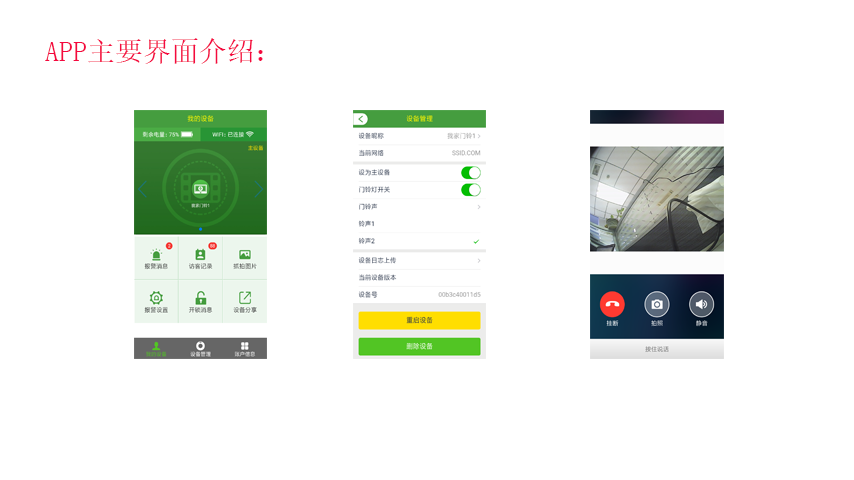 APP主要界面介绍:
我的设备
剩余电量: 75%
WIFI: 已连接
主设备
我家门铃1
2
报警消息
访客记录
抓拍图片
报警设置
开锁消息
设备分享
我的设备
设备管理
用户信息
设备管理
设备昵称
我家门铃1
当前网络
SSID.COM
设为主设备
门铃灯开关
门铃声
铃声1
铃声2
设备日志上传
当前设备版本
设备号
0063c40011d5
重启设备
删除设备
挂断
拍照
静音
按住说话